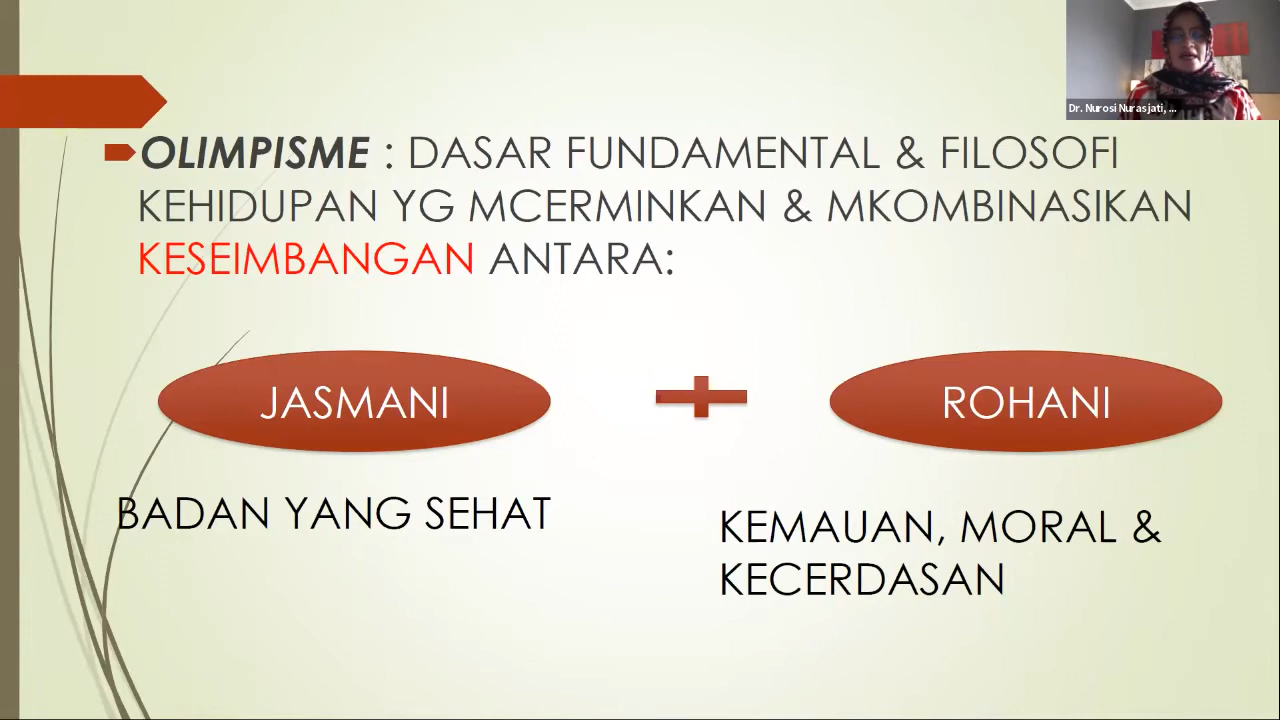 Dr. Nurosi Nurasjati, ...
OLIMPISME : DASAR FUNDAMENTAL & FILOSOFI
KEHIDUPAN YG MCERMINKAN & MKOMBINASIKAN
KESEIMBANGAN ANTARA:
JASMANI
ROHANI
BADAN YANG SEHAT
KEMAUAN, MORAL &
KECERDASAN